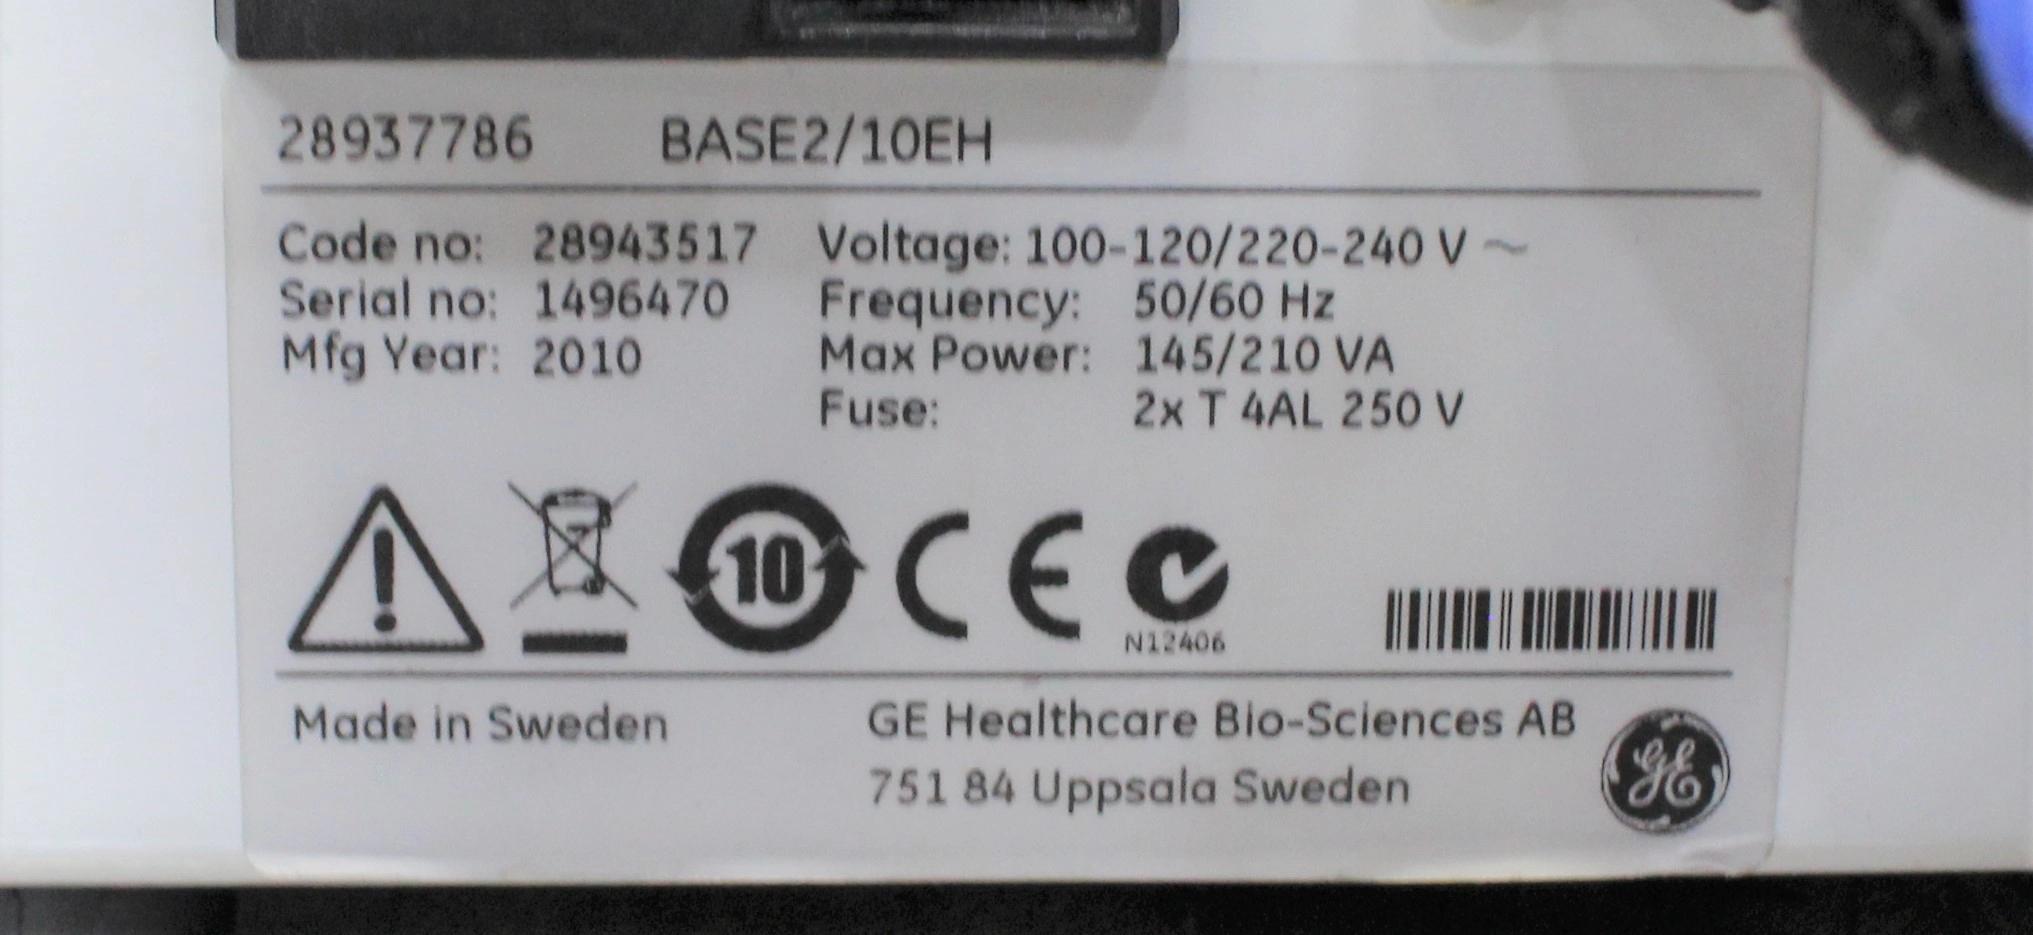 28937786 BASE2/10EH
Code no: 28943517 Voltage: 100-120/220-240 V ~
Serial no: 1496470 Frequency: 50/60 Hz
Mfg Year: 2010 Max Power: 145/210 VA
Fuse: 2x T 4AL 250 V
10 CE
N12406
Made in Sweden GE Healthcare Bio-Sciences AB
751 84 Uppsala Sweden
GE